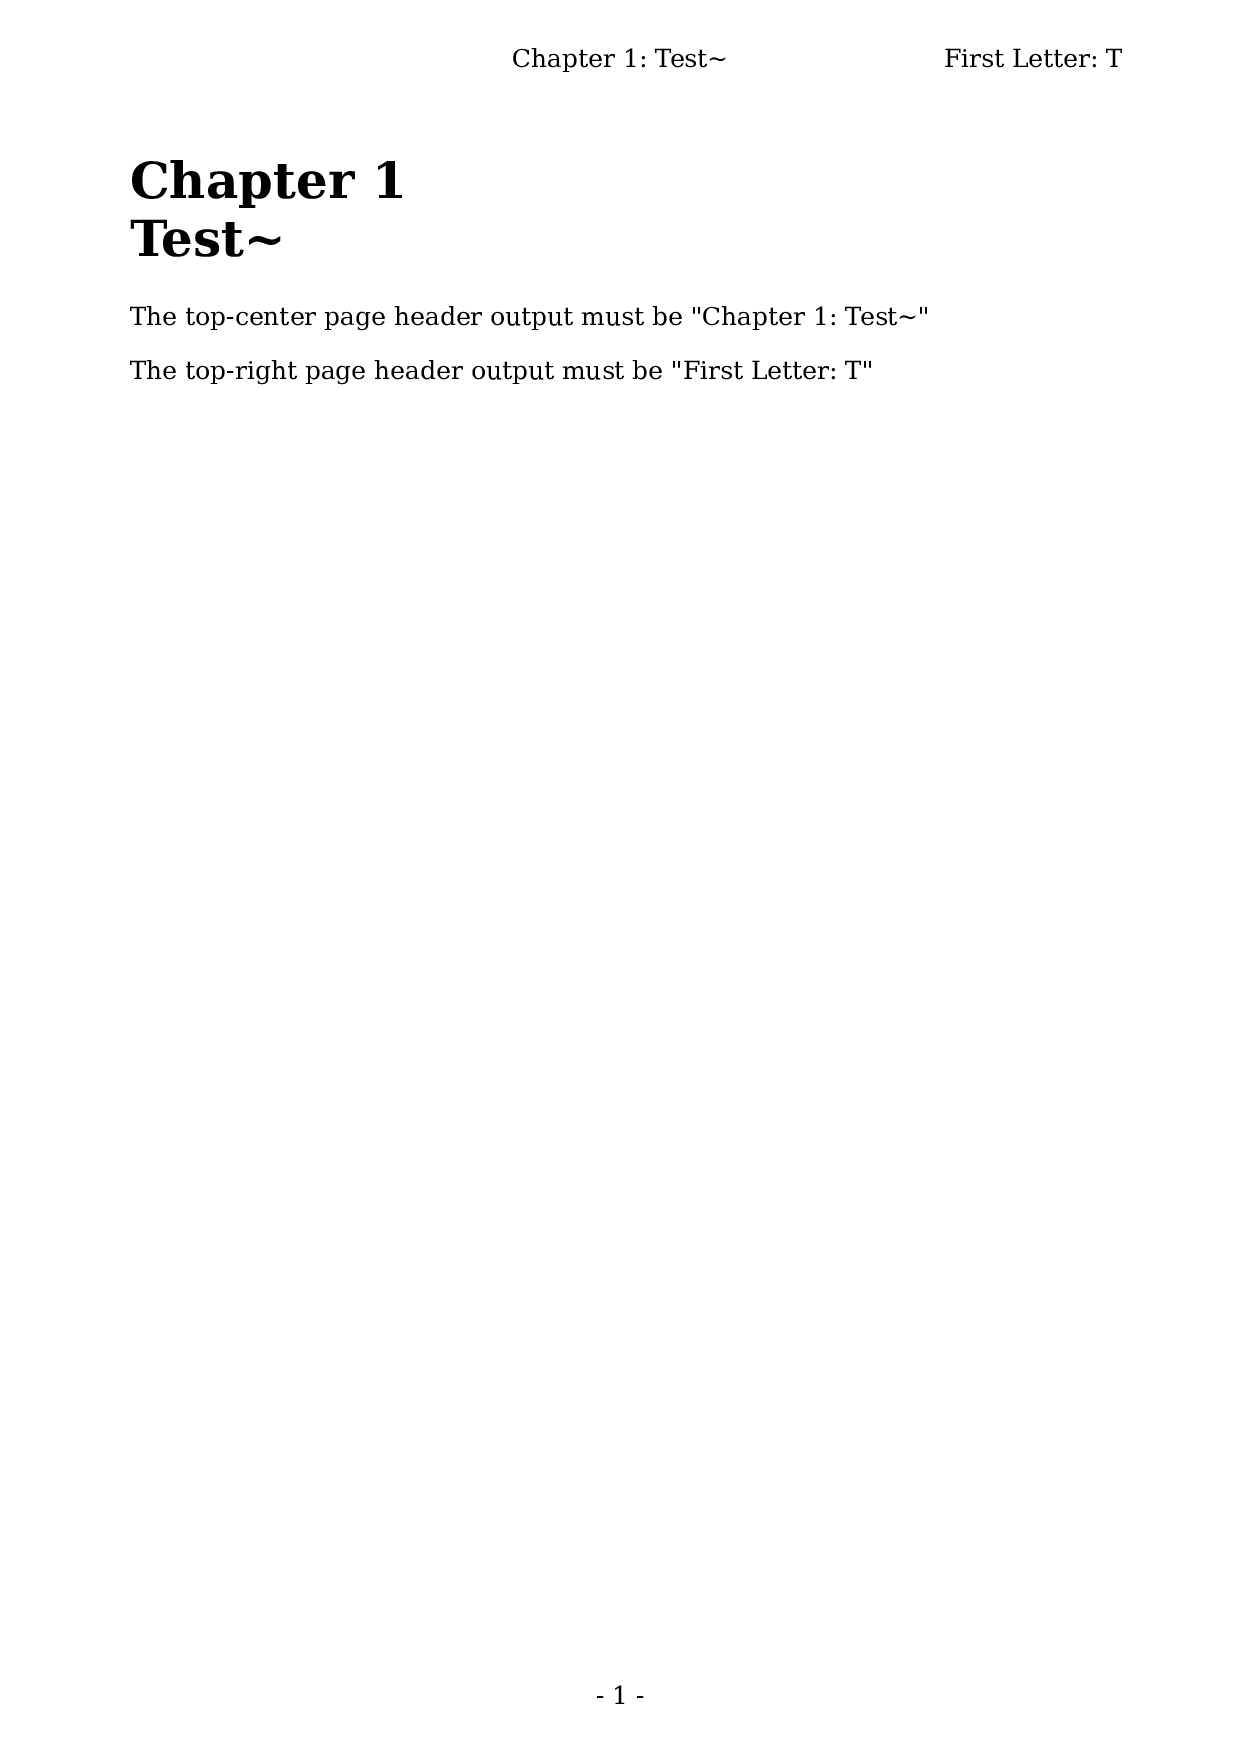 Chapter 1: Test~ First Letter: T
Chapter 1
Test~
The top-center page header output must be "Chapter 1: Test~"
The top-right page header output must be "First Letter: T"
- 1 -